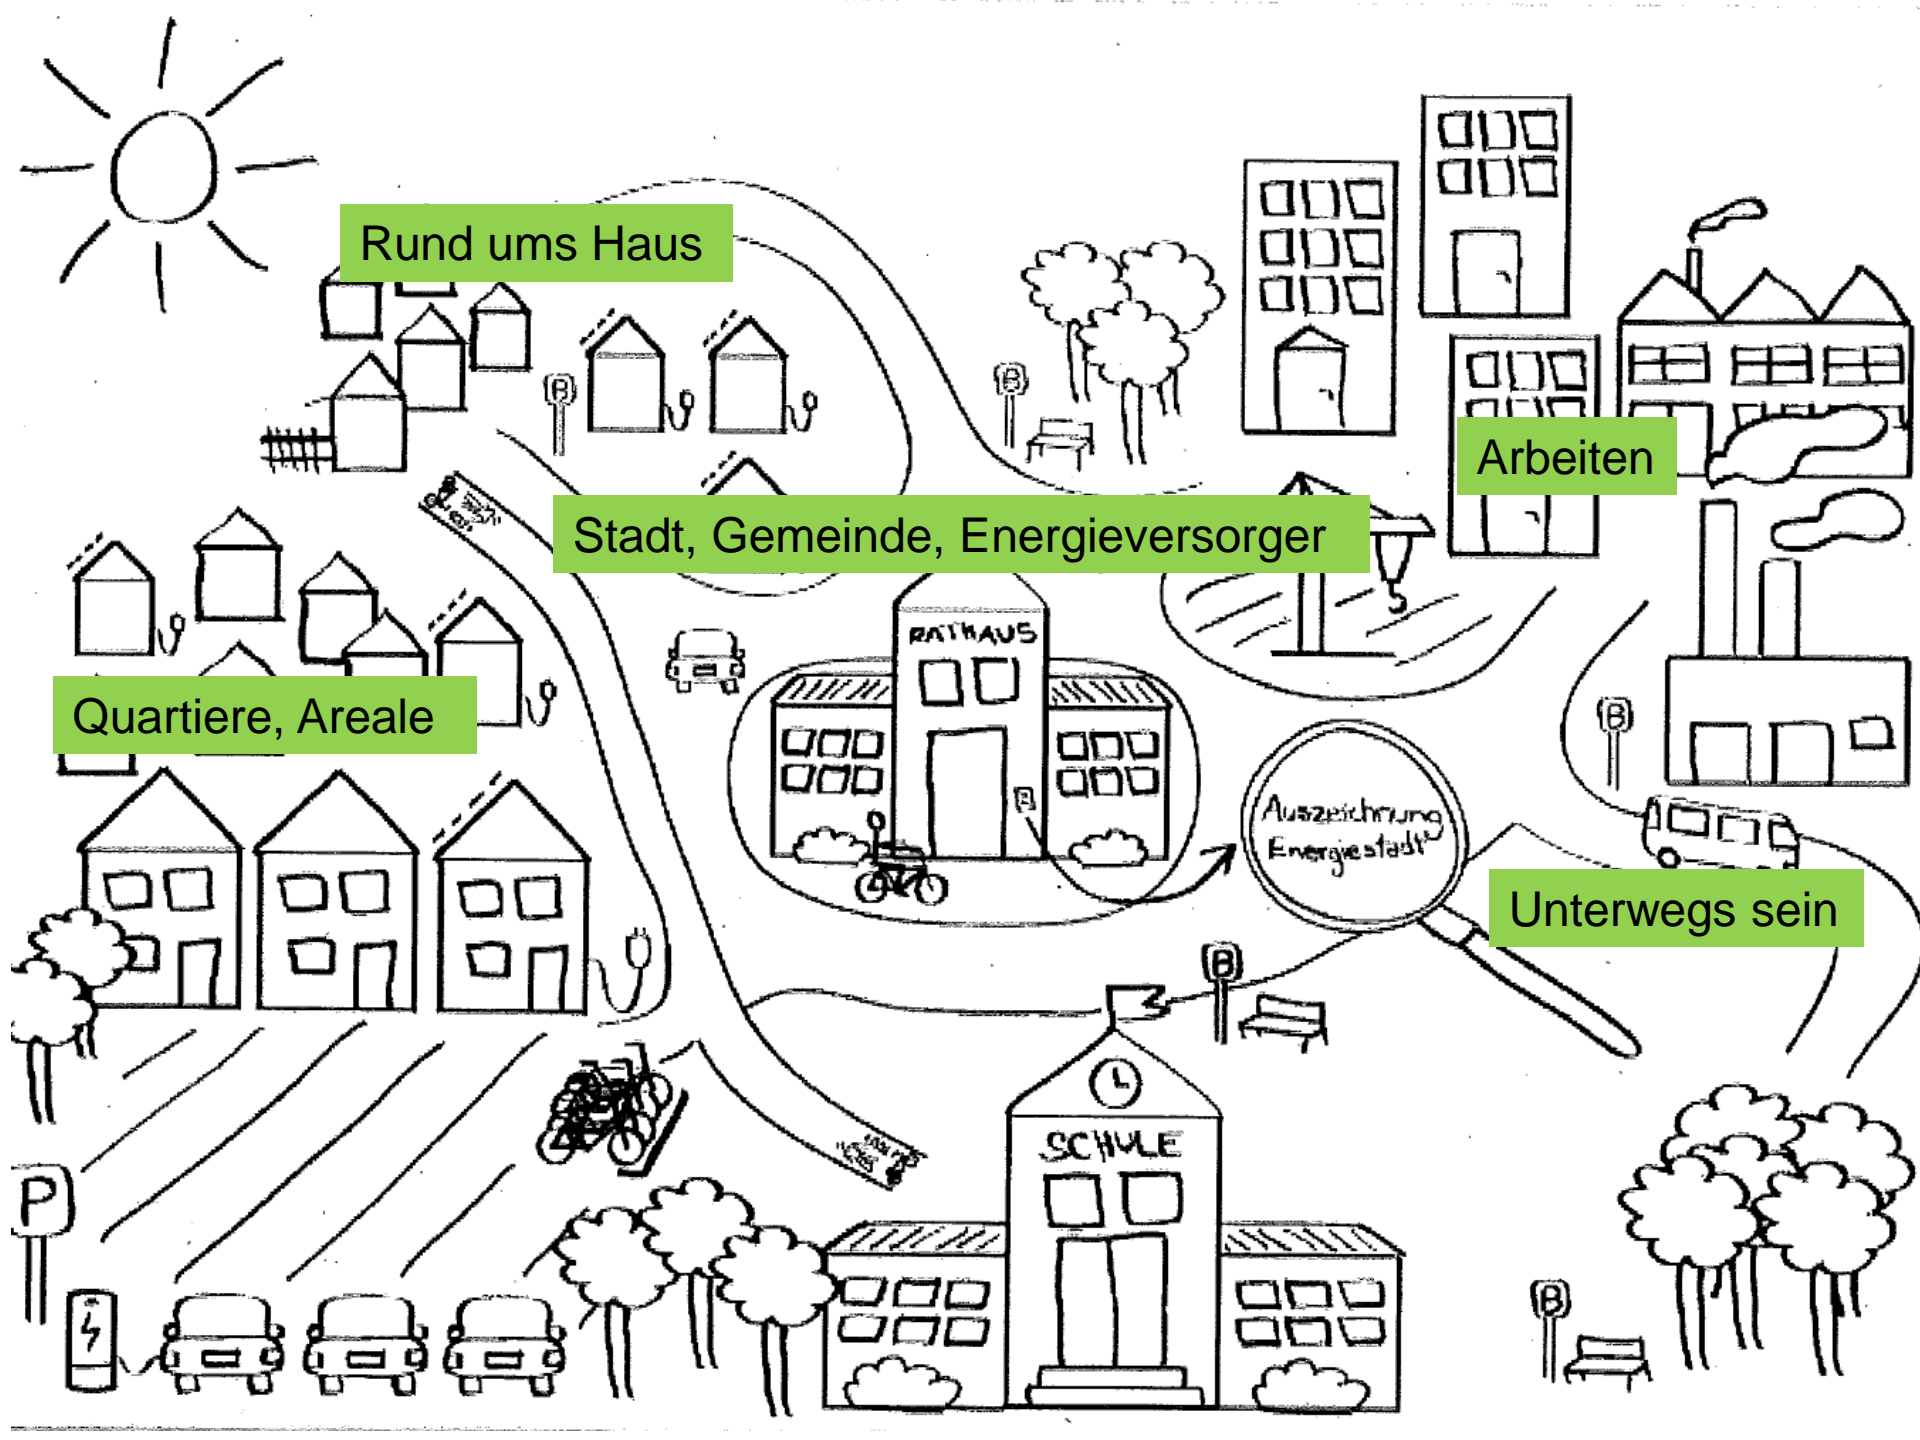 Rund ums Haus
B
B
Arbeiten
Stadt, Gemeinde, Energieversorger
RATHAUS
Quartiere, Areale
B
Auszeichnung
Energiestadt
Unterwegs sein
B
SCHULE
P
B